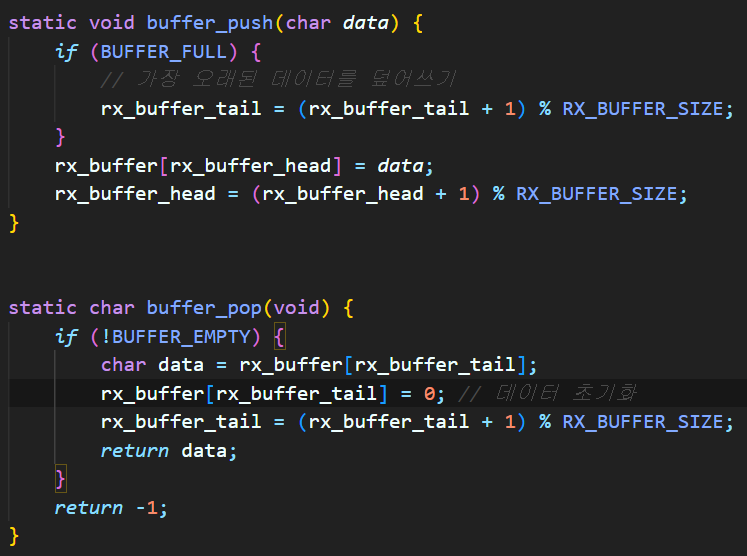 static void buffer_push(char data) {
    if (BUFFER_FULL) {
        // 가장 오래된 데이터를 덮어쓰기
        rx_buffer_tail = (rx_buffer_tail + 1) % RX_BUFFER_SIZE;
    }
    rx_buffer[rx_buffer_head] = data;
    rx_buffer_head = (rx_buffer_head + 1) % RX_BUFFER_SIZE;
}
static char buffer_pop(void) {
    if (!BUFFER_EMPTY) {
        char data = rx_buffer[rx_buffer_tail];
        rx_buffer[rx_buffer_tail] = 0; // 데이터 초기화
        rx_buffer_tail = (rx_buffer_tail + 1) % RX_BUFFER_SIZE;
        return data;
    }
    return -1;
}